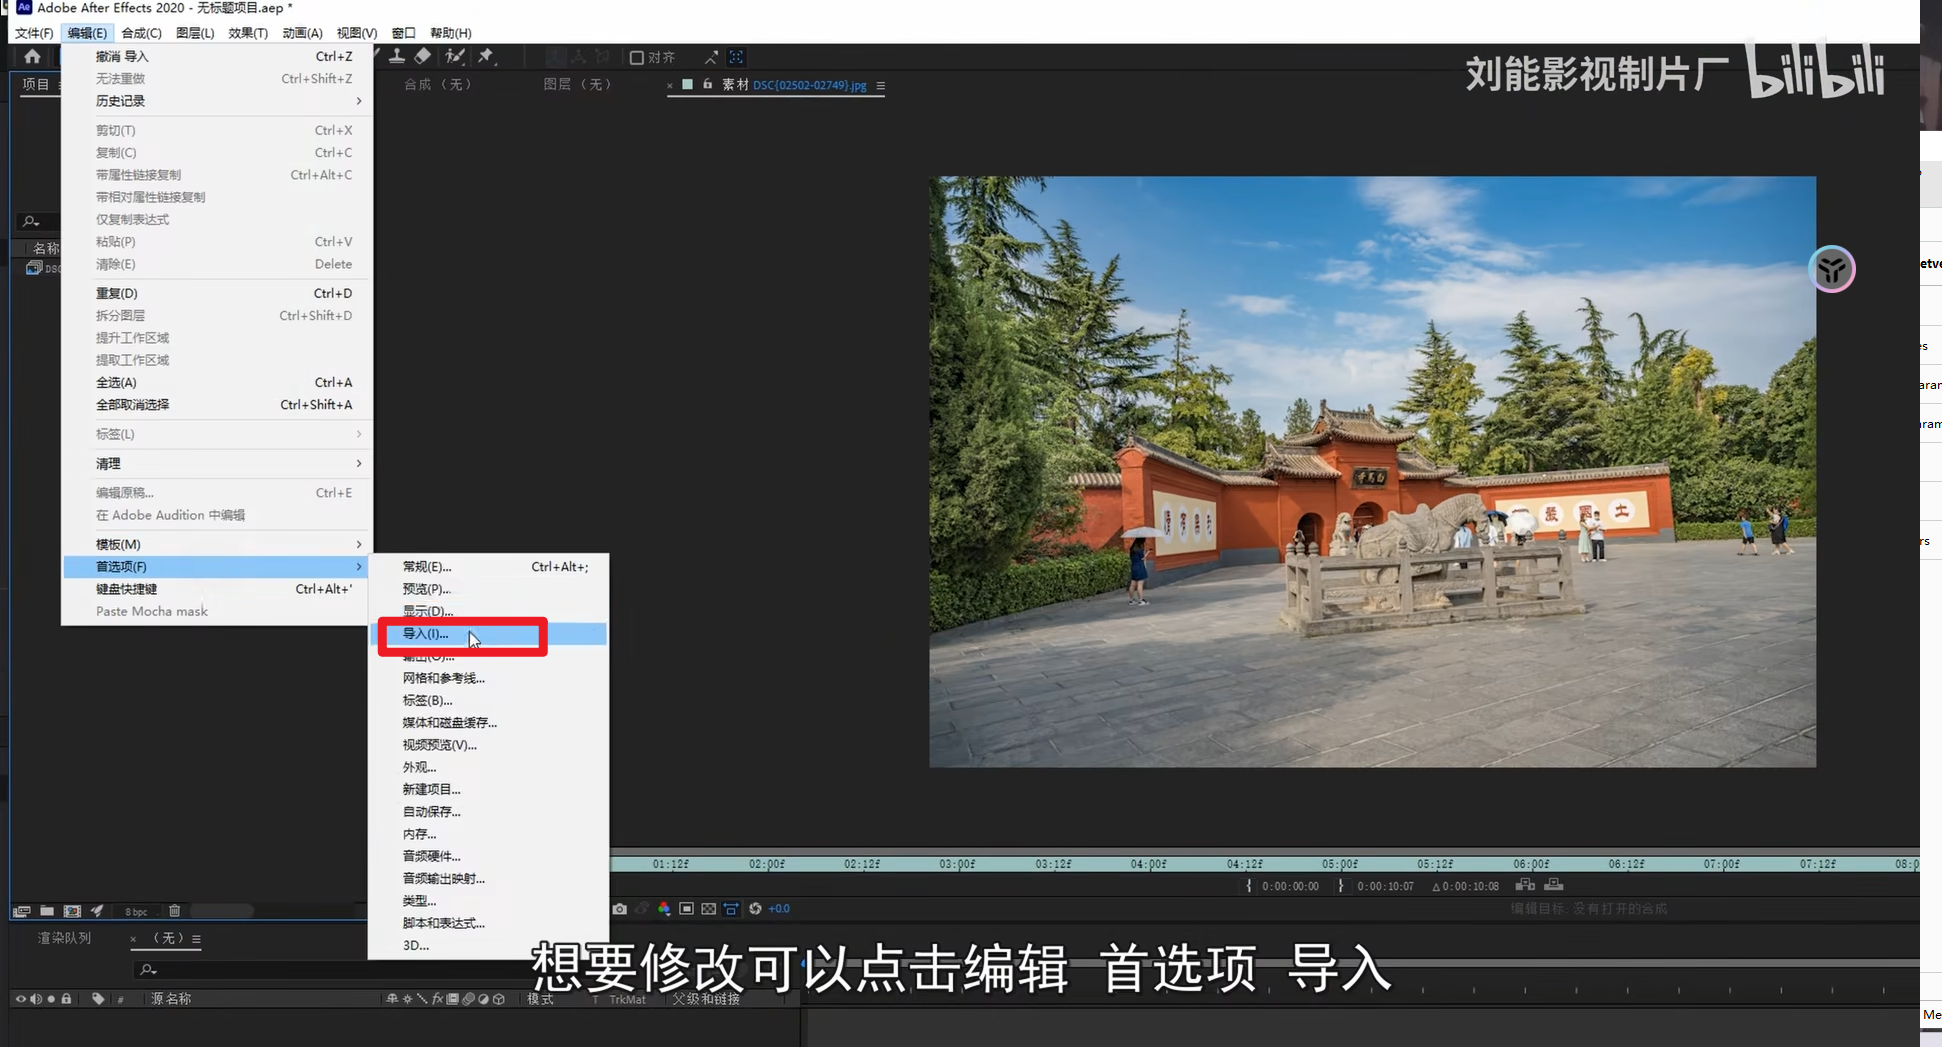 Adobe After Effects 2020 - 无标题项目.aep *
文件(F) 编辑(E) 合成(C) 图层(L) 效果(T) 动画(A) 视图(V) 窗口 帮助(H)
对齐
项目
合成 （无）
图层 （无）
× 素材 DSC{02502-02749}.jpg
刘能影视制片厂 bilibili
撤消 导入 Ctrl+Z
无法重做 Ctrl+Shift+Z
历史记录
剪切(T) Ctrl+X
复制(C) Ctrl+C
带属性链接复制 Ctrl+Alt+C
带相对属性链接复制
仅复制表达式
粘贴(P) Ctrl+V
清除(E) Delete
重复(D) Ctrl+D
拆分图层 Ctrl+Shift+D
提升工作区域
提取工作区域
全选(A) Ctrl+A
全部取消选择 Ctrl+Shift+A
标签(L)
清理
编辑原稿... Ctrl+E
在 Adobe Audition 中编辑
模板(M)
首选项(F)
键盘快捷键 Ctrl+Alt+'
Paste Mocha mask
名称
DSC
常规(E)... Ctrl+Alt+;
预览(P)...
显示(D)...
导入(I)...
输出(O)...
网格和参考线...
标签(B)...
媒体和磁盘缓存...
视频预览(V)...
外观...
新建项目...
自动保存...
内存...
音频硬件...
音频输出映射...
类型...
脚本和表达式...
3D...
01:12f 02:00f 02:12f 03:00f 03:12f 04:00f 04:12f 05:00f 05:12f 06:00f 06:12f 07:00f 07:12f 08:0
0:00:00:00 0:00:10:07 Δ 0:00:10:08
+0.0
编辑目标: 没有打开的合成
8 bpc
渲染队列
× （无）
# 源名称
模式 T TrkMat 父级和链接
想要修改可以点击编辑 首选项 导入
etve
es
aram
aram
rs
Me